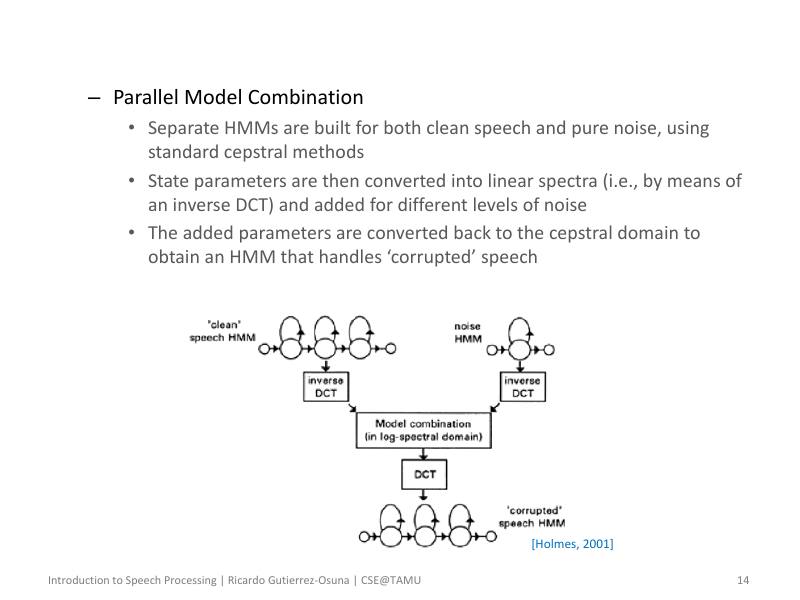 – Parallel Model Combination
• Separate HMMs are built for both clean speech and pure noise, using
standard cepstral methods
• State parameters are then converted into linear spectra (i.e., by means of
an inverse DCT) and added for different levels of noise
• The added parameters are converted back to the cepstral domain to
obtain an HMM that handles ‘corrupted’ speech
'clean'
speech HMM
noise
HMM
inverse
DCT
inverse
DCT
Model combination
(in log-spectral domain)
DCT
'corrupted'
speech HMM
[Holmes, 2001]
Introduction to Speech Processing | Ricardo Gutierrez-Osuna | CSE@TAMU
14